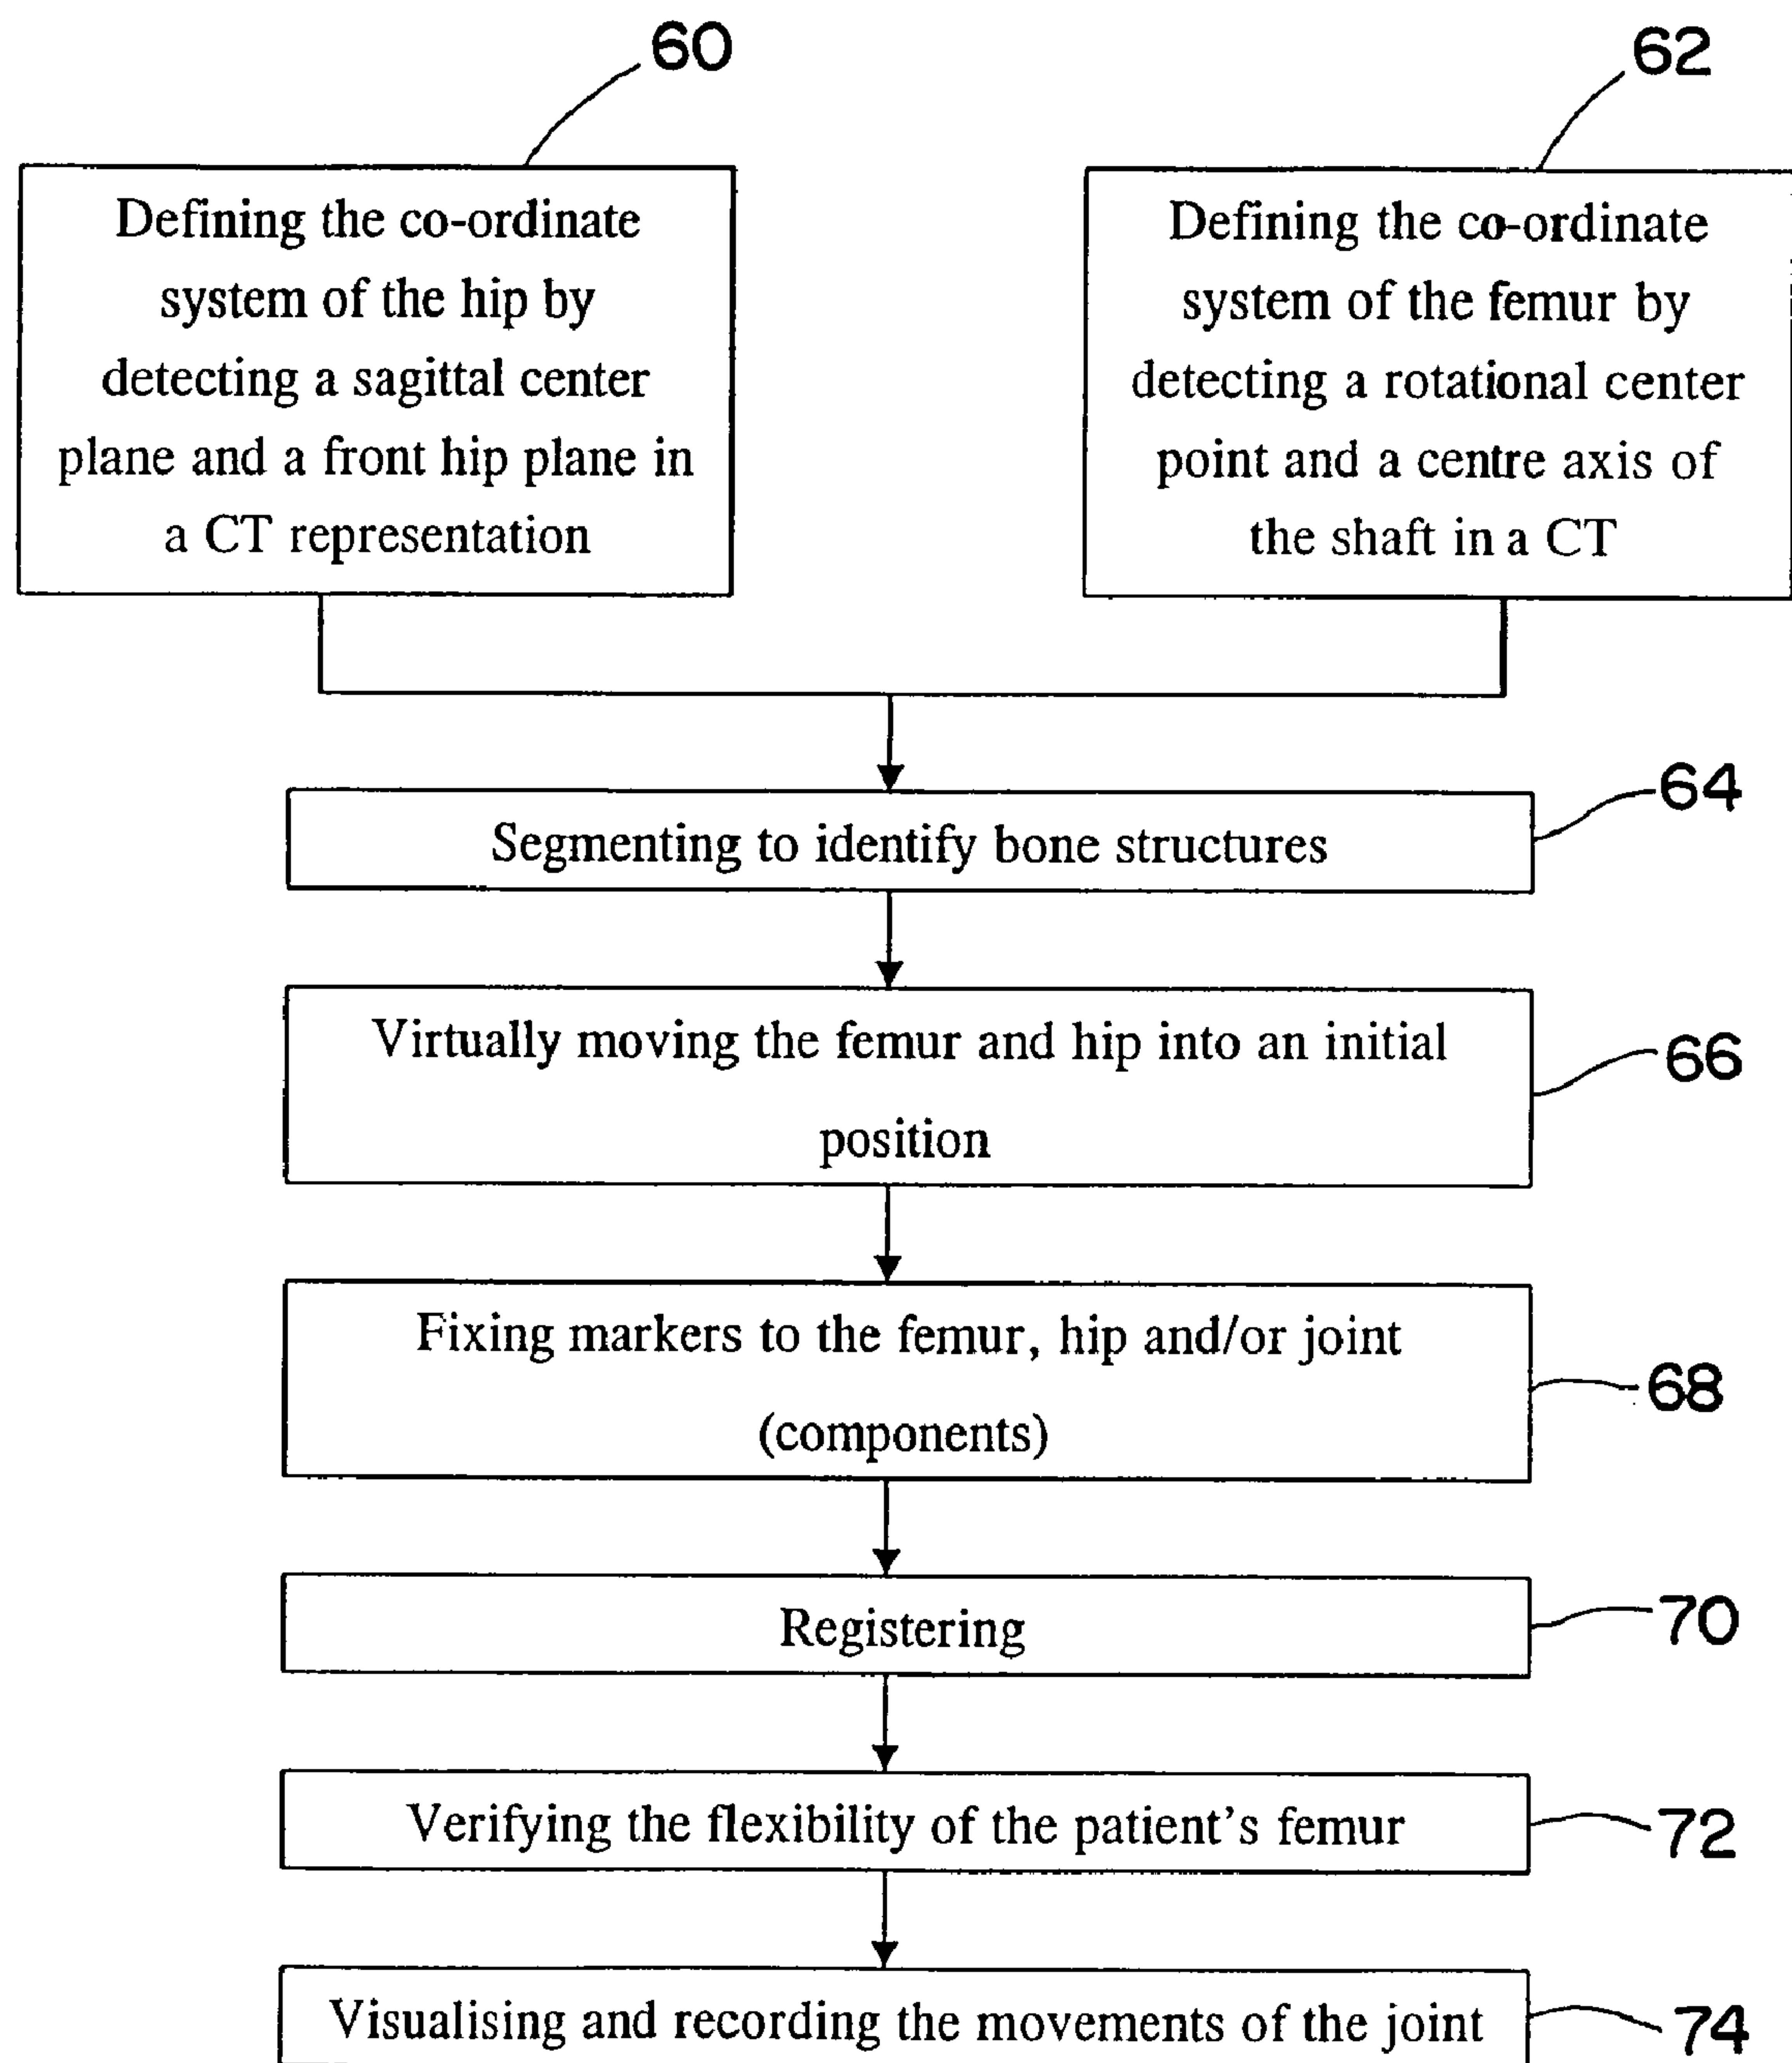 60
Defining the co-ordinate
system of the hip by
detecting a sagittal center
plane and a front hip plane in
a CT representation
62
Defining the co-ordinate
system of the femur by
detecting a rotational center
point and a centre axis of
the shaft in a CT
Segmenting to identify bone structures
64
Virtually moving the femur and hip into an initial
position
66
Fixing markers to the femur, hip and/or joint
(components)
68
Registering
70
Verifying the flexibility of the patient's femur
72
Visualising and recording the movements of the joint
74